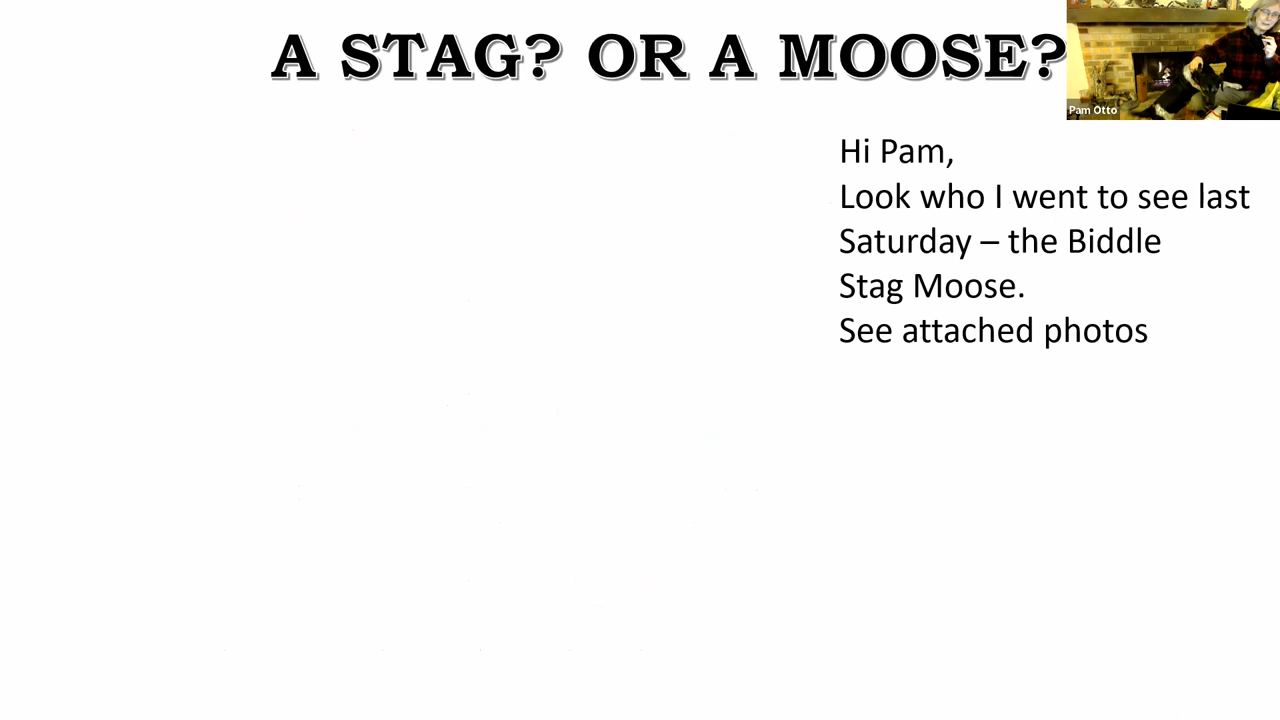 A STAG? OR A MOOSE?
Pam Otto
Hi Pam,
Look who I went to see last
Saturday – the Biddle
Stag Moose.
See attached photos